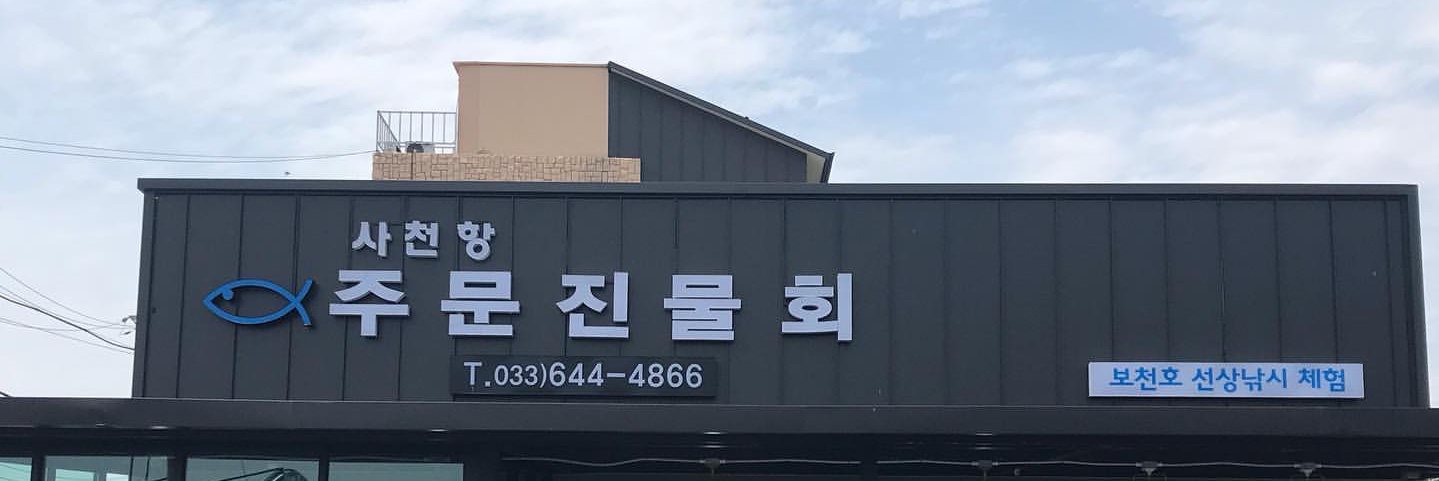 사천항
주문진물회
T.033)644-4866
보천호 선상낚시 체험